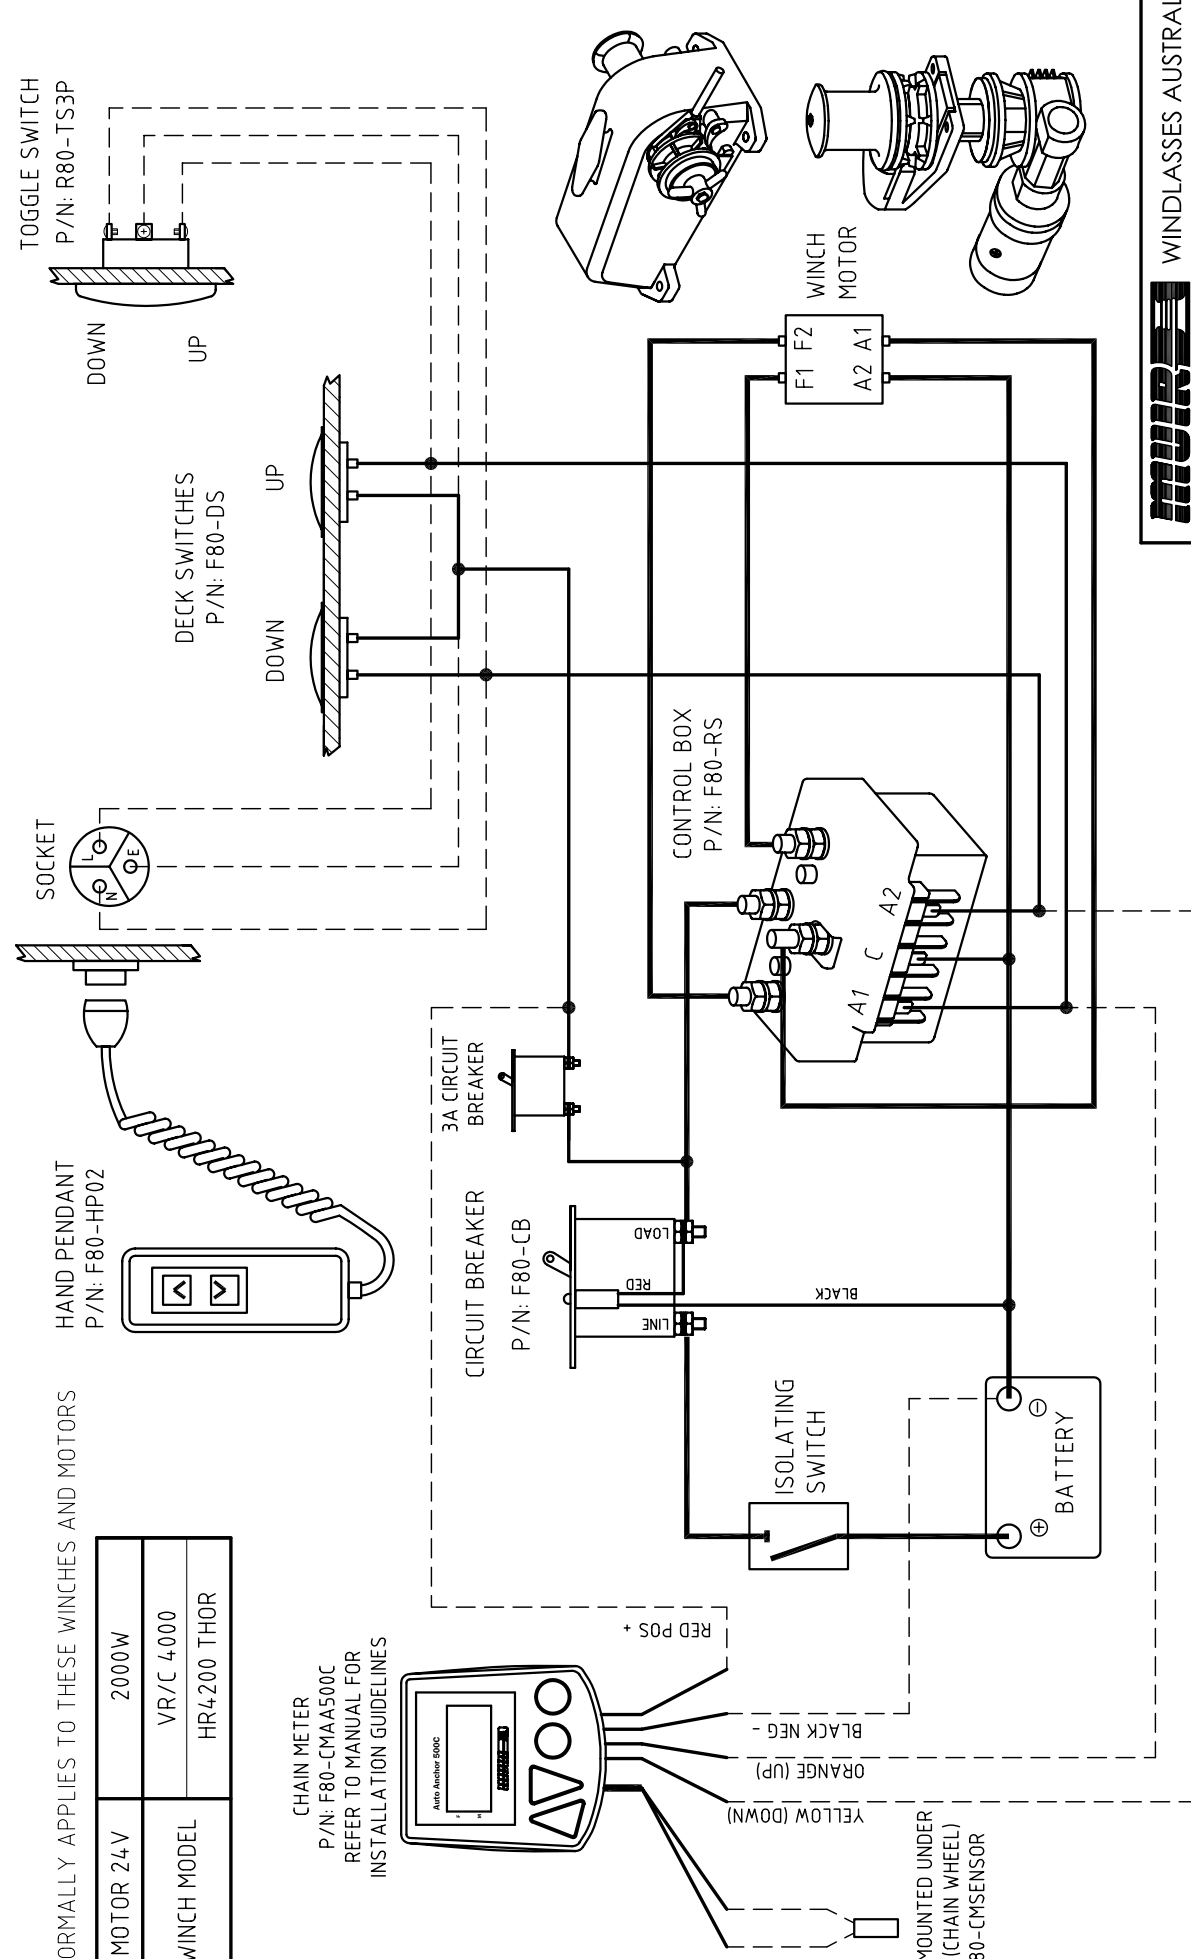 ORMALLY APPLIES TO THESE WINCHES AND MOTORS
MOTOR 24V
2000W
WINCH MODEL
VR/C 4000
HR4200 THOR
HAND PENDANT
P/N: F80-HP02
SOCKET
L
N
E
TOGGLE SWITCH
P/N: R80-TS3P
DOWN
UP
DECK SWITCHES
P/N: F80-DS
DOWN
UP
CHAIN METER
P/N: F80-CMAA500C
REFER TO MANUAL FOR
INSTALLATION GUIDELINES
Auto Anchor 500C
RED POS +
BLACK NEG -
ORANGE (UP)
YELLOW (DOWN)
MOUNTED UNDER
(CHAIN WHEEL)
80-CMSENSOR
CIRCUIT BREAKER
P/N: F80-CB
LINE
LOAD
RED
BLACK
3A CIRCUIT
BREAKER
ISOLATING
SWITCH
BATTERY
+
-
CONTROL BOX
P/N: F80-RS
A1
C
A2
WINCH
MOTOR
F1
F2
A2
A1
MUIR
WINDLASSES AUSTRAL